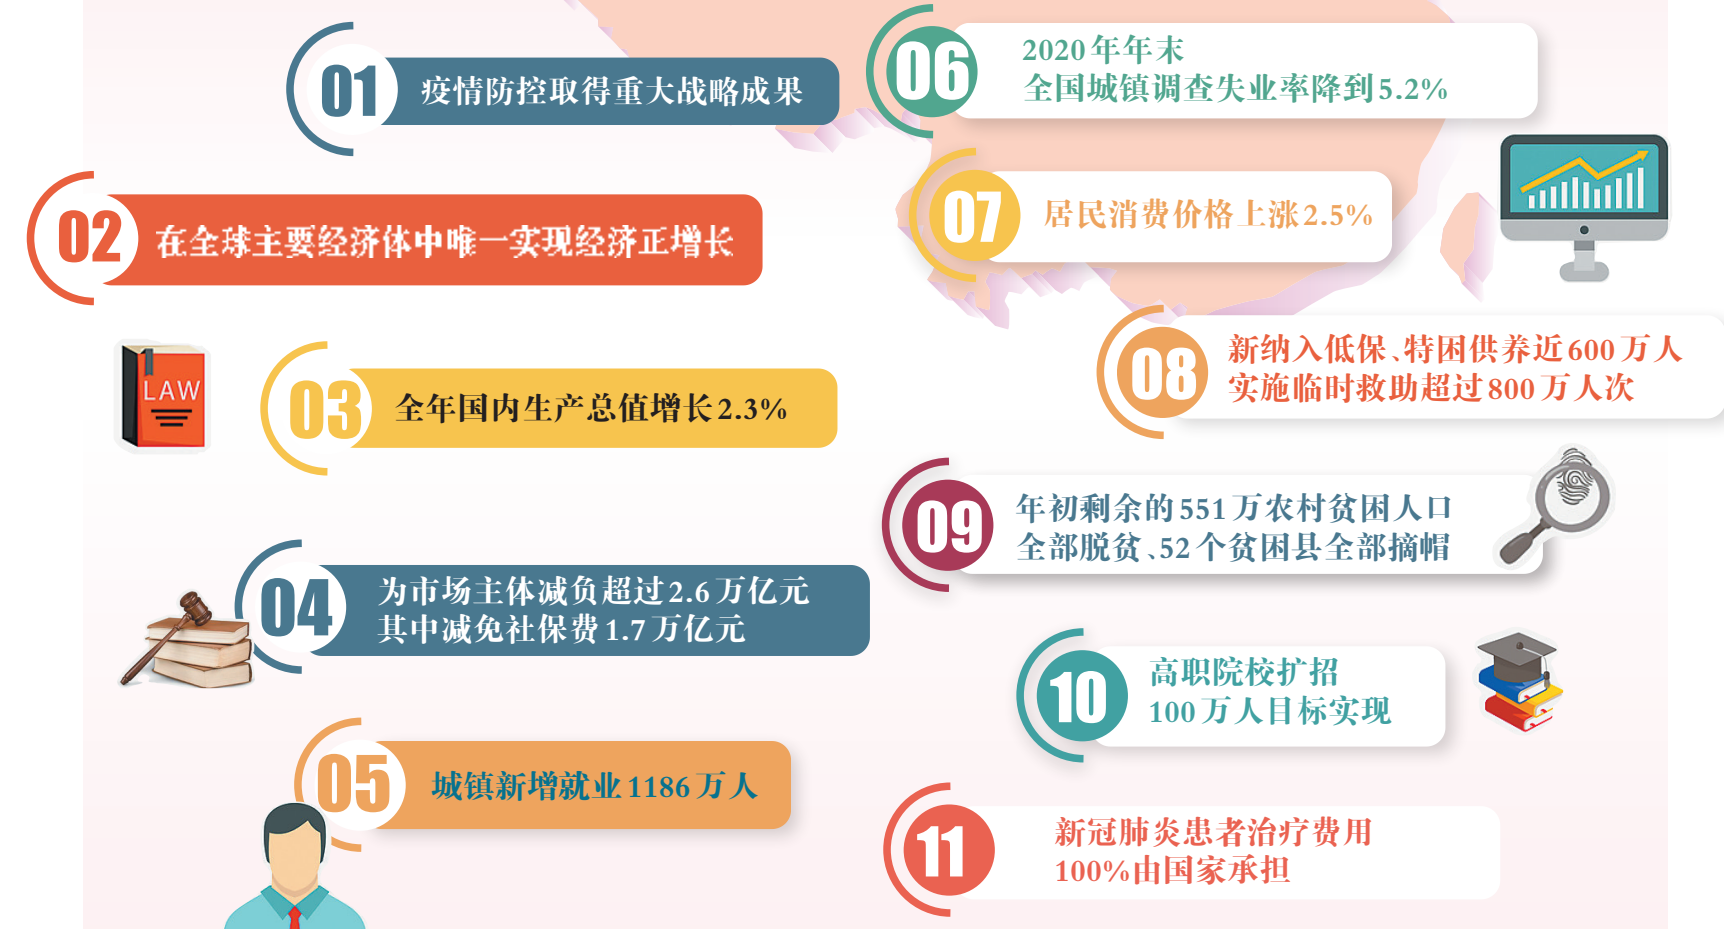 01
疫情防控取得重大战略成果
02
在全球主要经济体中唯一实现经济正增长
LAW
03
全年国内生产总值增长2.3%
04
为市场主体减负超过2.6万亿元
其中减免社保费1.7万亿元
05
城镇新增就业1186万人
06
2020年年末
全国城镇调查失业率降到5.2%
07
居民消费价格上涨2.5%
08
新纳入低保、特困供养近600万人
实施临时救助超过800万人次
09
年初剩余的551万农村贫困人口
全部脱贫、52个贫困县全部摘帽
10
高职院校扩招
100万人目标实现
11
新冠肺炎患者治疗费用
100%由国家承担